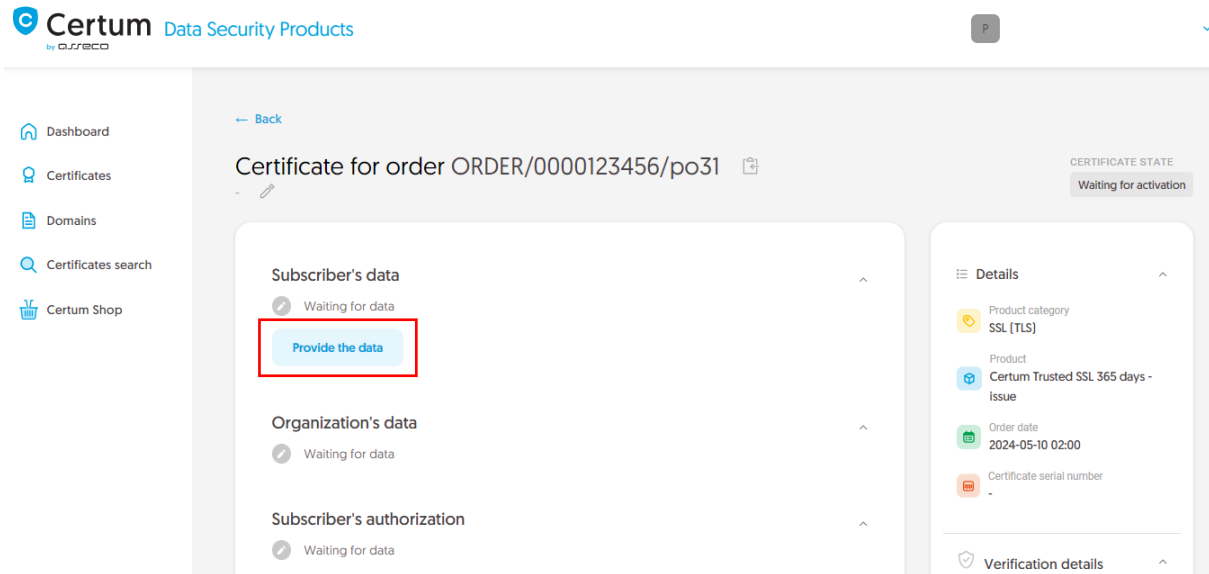 Certum Data Security Products
by asseco
P
Dashboard
Certificates
Domains
Certificates search
Certum Shop
← Back
Certificate for order ORDER/0000123456/po31
-
CERTIFICATE STATE
Waiting for activation
Subscriber's data
Waiting for data
Provide the data
Organization's data
Waiting for data
Subscriber's authorization
Waiting for data
Details
Product category
SSL (TLS)
Product
Certum Trusted SSL 365 days -
issue
Order date
2024-05-10 02:00
Certificate serial number
-
Verification details